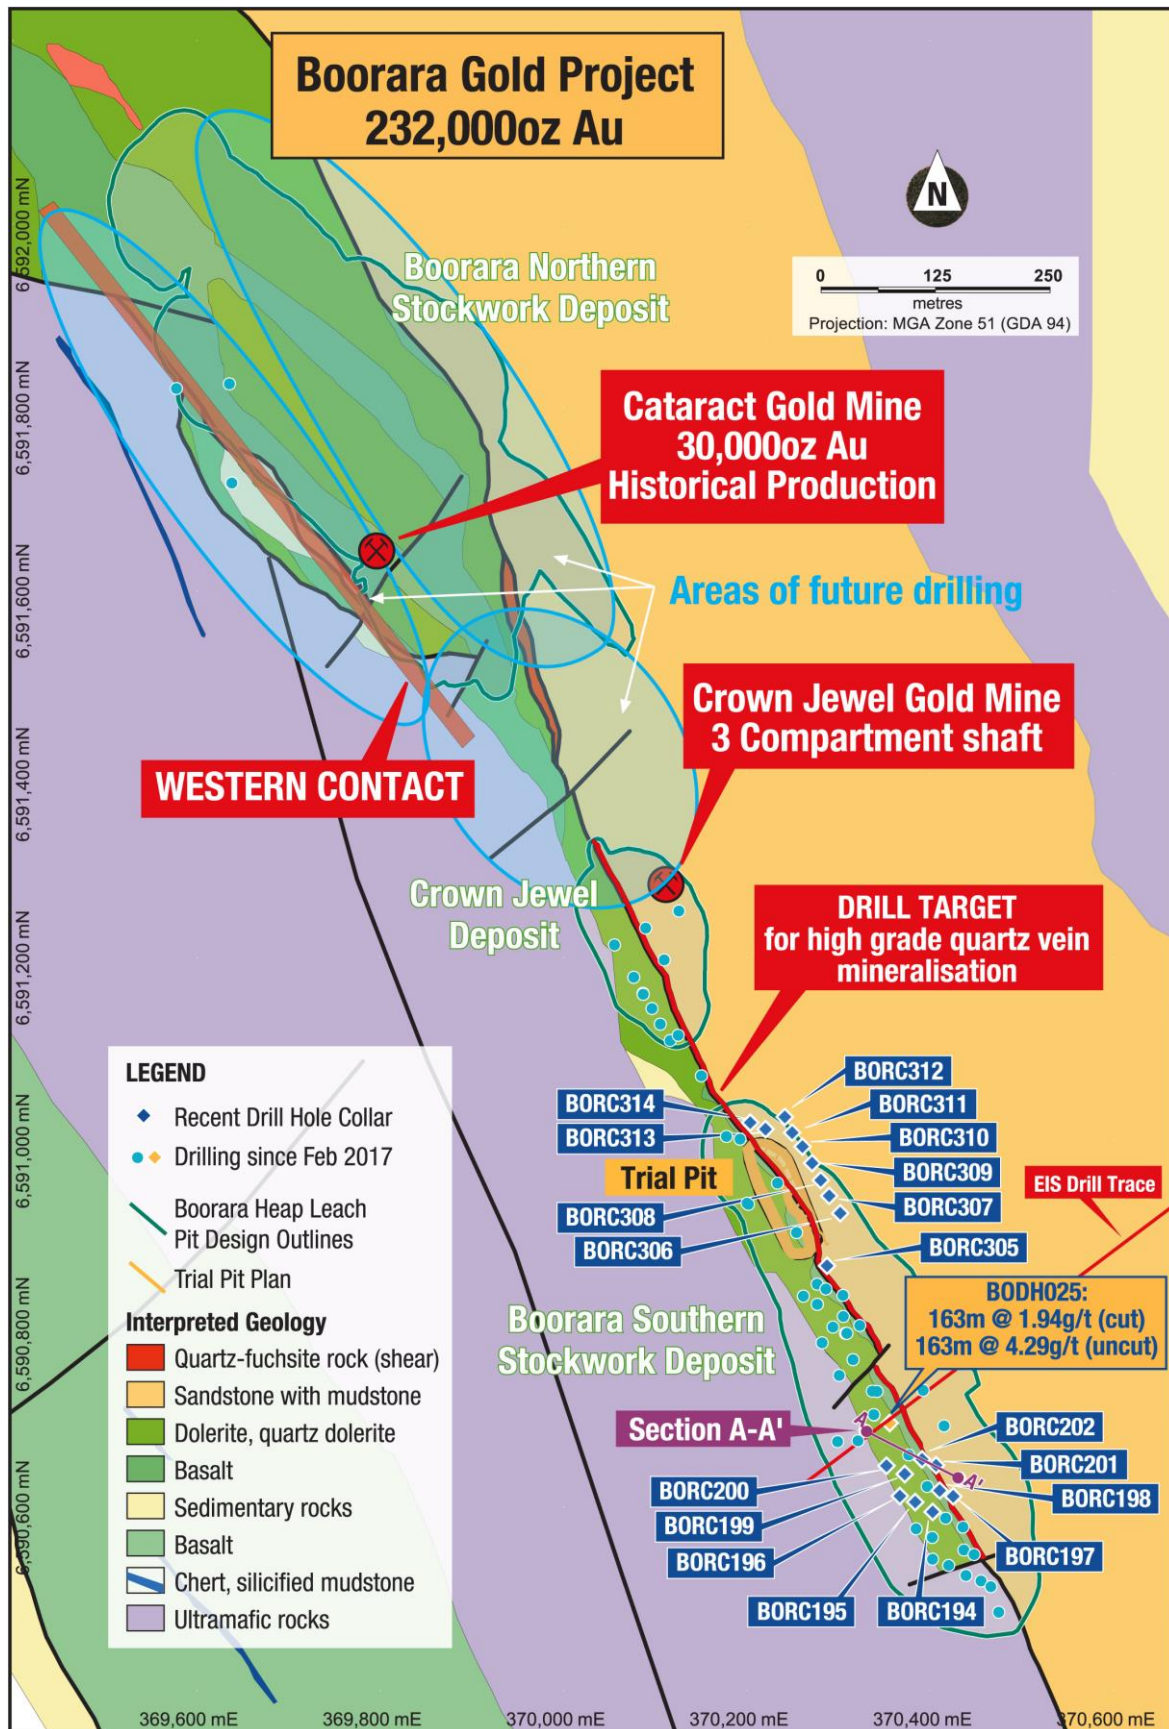 Boorara Gold Project
232,000oz Au
N
0 125 250
metres
Projection: MGA Zone 51 (GDA 94)
6,592,000 mN
6,591,800 mN
6,591,600 mN
6,591,400 mN
6,591,200 mN
6,591,000 mN
6,590,800 mN
6,590,600 mN
Boorara Northern
Stockwork Deposit
Cataract Gold Mine
30,000oz Au
Historical Production
Areas of future drilling
Crown Jewel Gold Mine
3 Compartment shaft
WESTERN CONTACT
Crown Jewel
Deposit
DRILL TARGET
for high grade quartz vein
mineralisation
LEGEND
Recent Drill Hole Collar
Drilling since Feb 2017
Boorara Heap Leach
Pit Design Outlines
Trial Pit Plan
Interpreted Geology
Quartz-fuchsite rock (shear)
Sandstone with mudstone
Dolerite, quartz dolerite
Basalt
Sedimentary rocks
Basalt
Chert, silicified mudstone
Ultramafic rocks
BORC312
BORC314
BORC311
BORC313
BORC310
BORC309
Trial Pit
EIS Drill Trace
BORC307
BORC308
BORC306
BORC305
BODH025:
163m @ 1.94g/t (cut)
163m @ 4.29g/t (uncut)
Boorara Southern
Stockwork Deposit
Section A-A'
A
A'
BORC202
BORC201
BORC200
BORC198
BORC199
BORC196
BORC197
BORC195
BORC194
369,600 mE
369,800 mE
370,000 mE
370,200 mE
370,400 mE
370,600 mE